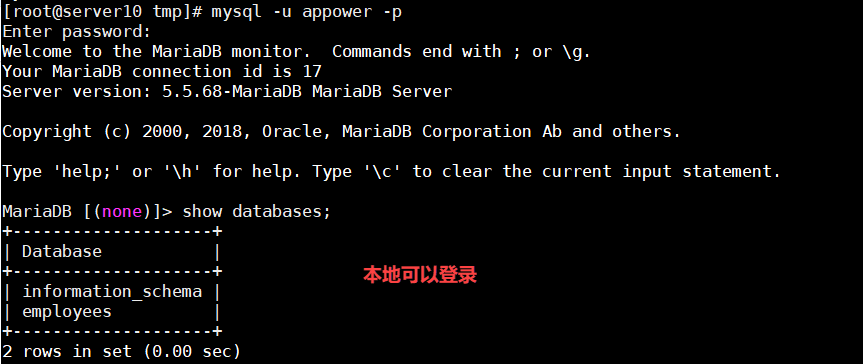 [root@server10 tmp]# mysql -u appower -p
Enter password:
Welcome to the MariaDB monitor.  Commands end with ; or \g.
Your MariaDB connection id is 17
Server version: 5.5.68-MariaDB MariaDB Server

Copyright (c) 2000, 2018, Oracle, MariaDB Corporation Ab and others.

Type 'help;' or '\h' for help. Type '\c' to clear the current input statement.

MariaDB [(none)]> show databases;
+--------------------+
| Database           |
+--------------------+
| information_schema |
| employees          |
+--------------------+
2 rows in set (0.00 sec)
本地可以登录